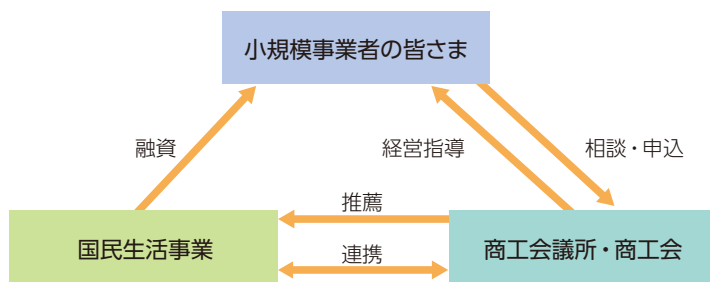 小規模事業者の皆さま
融資
経営指導
相談・申込
推薦
国民生活事業
商工会議所・商工会
連携